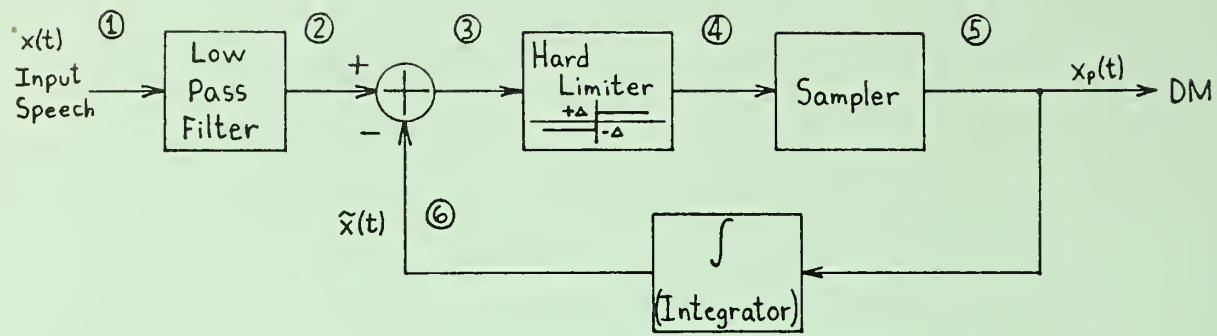 ①
②
③
④
⑤
x(t)
Input
Speech
Low
Pass
Filter
+
−
Hard
Limiter
+Δ
-Δ
Sampler
xₚ(t)
DM
x̃(t)
⑥
∫
(Integrator)